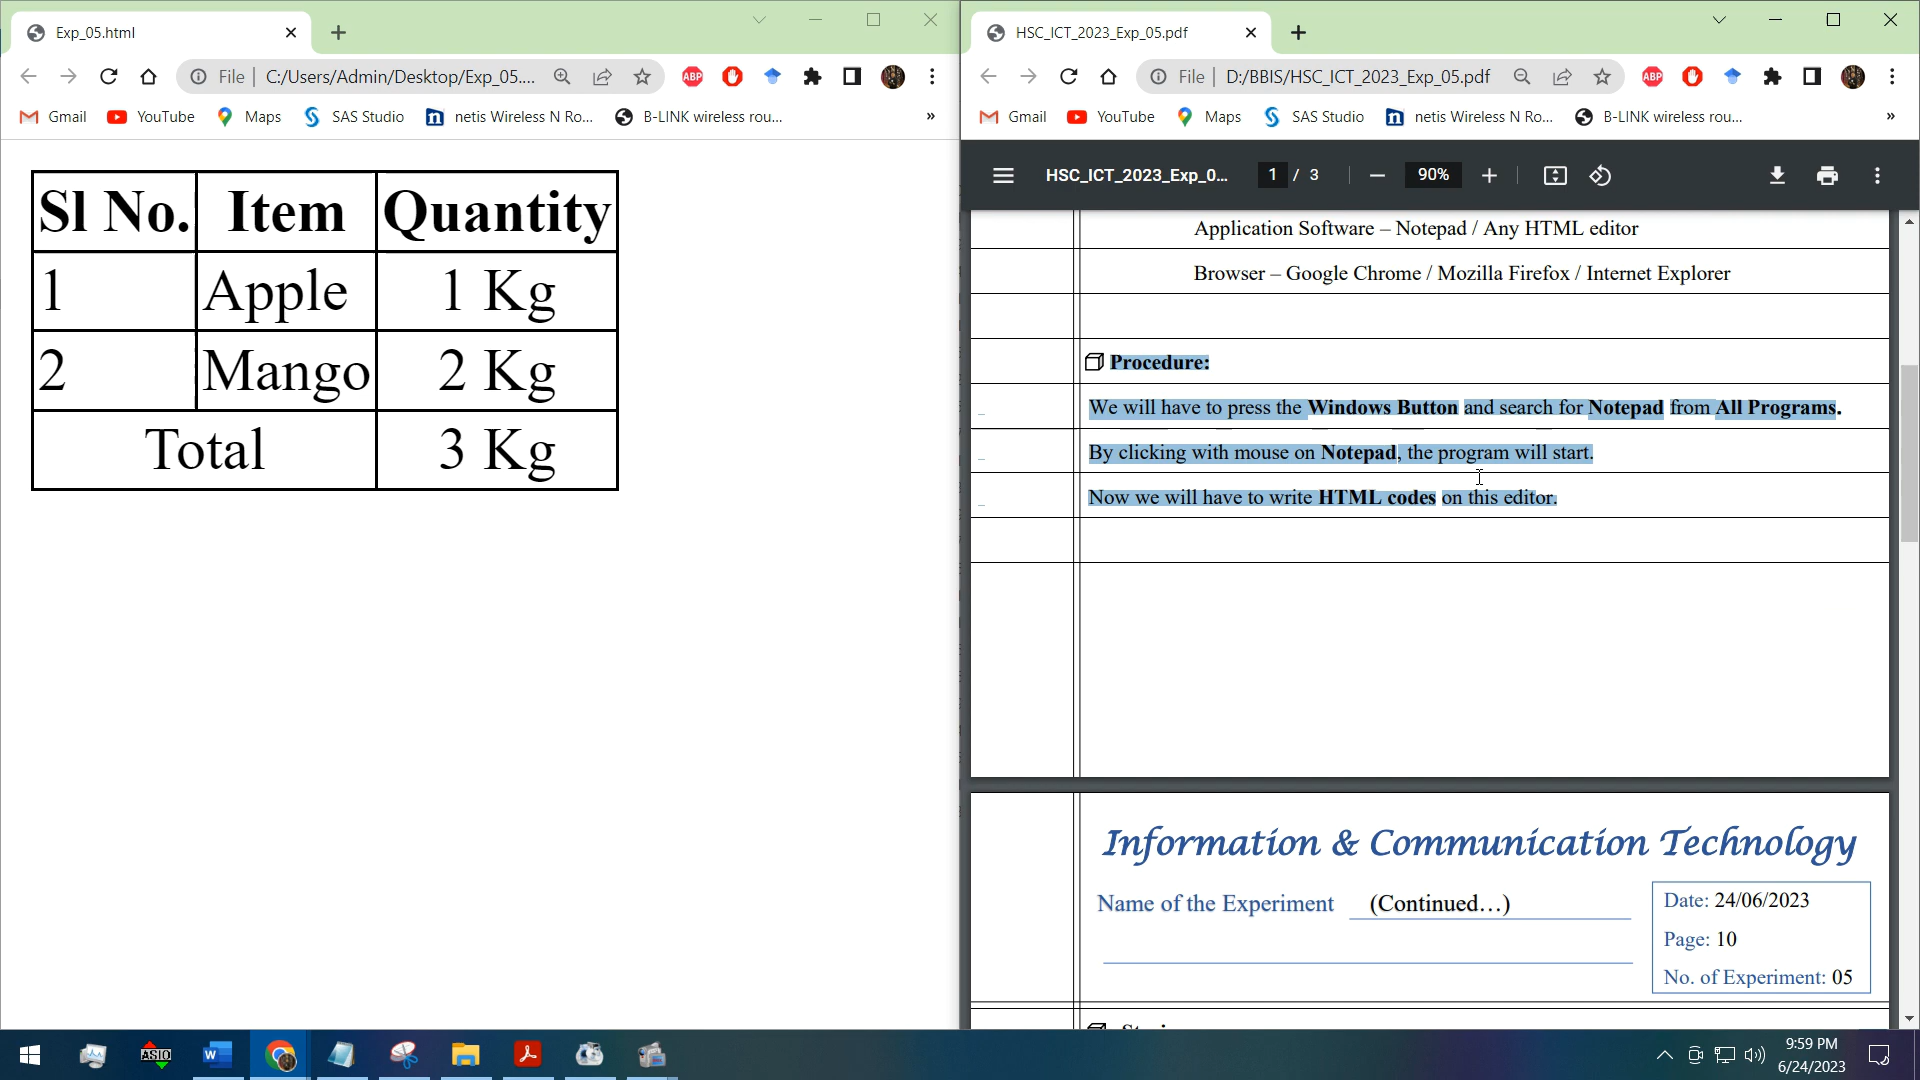 Exp_05.html
File
C:/Users/Admin/Desktop/Exp_05....
ABP
Gmail
YouTube
Maps
SAS Studio
netis Wireless N Ro...
B-LINK wireless rou...
»
Sl No.
Item
Quantity
1
Apple
1 Kg
2
Mango
2 Kg
Total
3 Kg
HSC_ICT_2023_Exp_05.pdf
File
D:/BBIS/HSC_ICT_2023_Exp_05.pdf
ABP
Gmail
YouTube
Maps
SAS Studio
netis Wireless N Ro...
B-LINK wireless rou...
»
HSC_ICT_2023_Exp_0...
1 / 3
90%
Application Software – Notepad / Any HTML editor
Browser – Google Chrome / Mozilla Firefox / Internet Explorer
Procedure:
We will have to press the Windows Button and search for Notepad from All Programs.
By clicking with mouse on Notepad, the program will start.
Now we will have to write HTML codes on this editor.
Information & Communication Technology
Name of the Experiment (Continued…)
Date: 24/06/2023
Page: 10
No. of Experiment: 05
ASIO
9:59 PM
6/24/2023